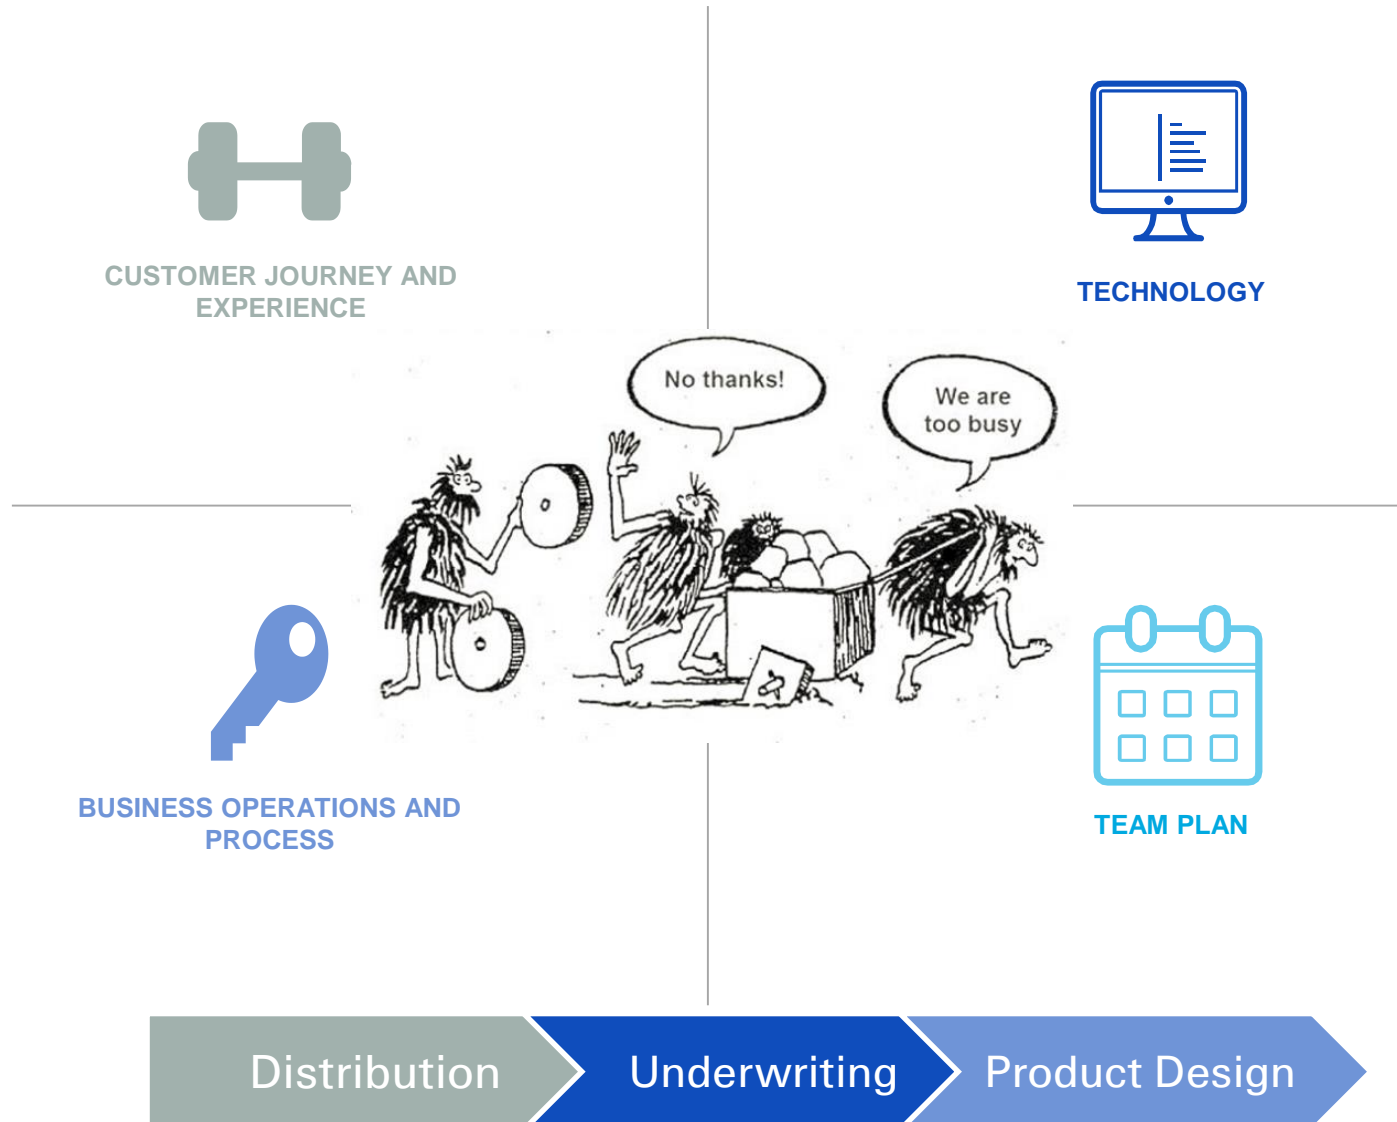 CUSTOMER JOURNEY AND
EXPERIENCE
TECHNOLOGY
No thanks!
We are
too busy
BUSINESS OPERATIONS AND
PROCESS
TEAM PLAN
Distribution
Underwriting
Product Design